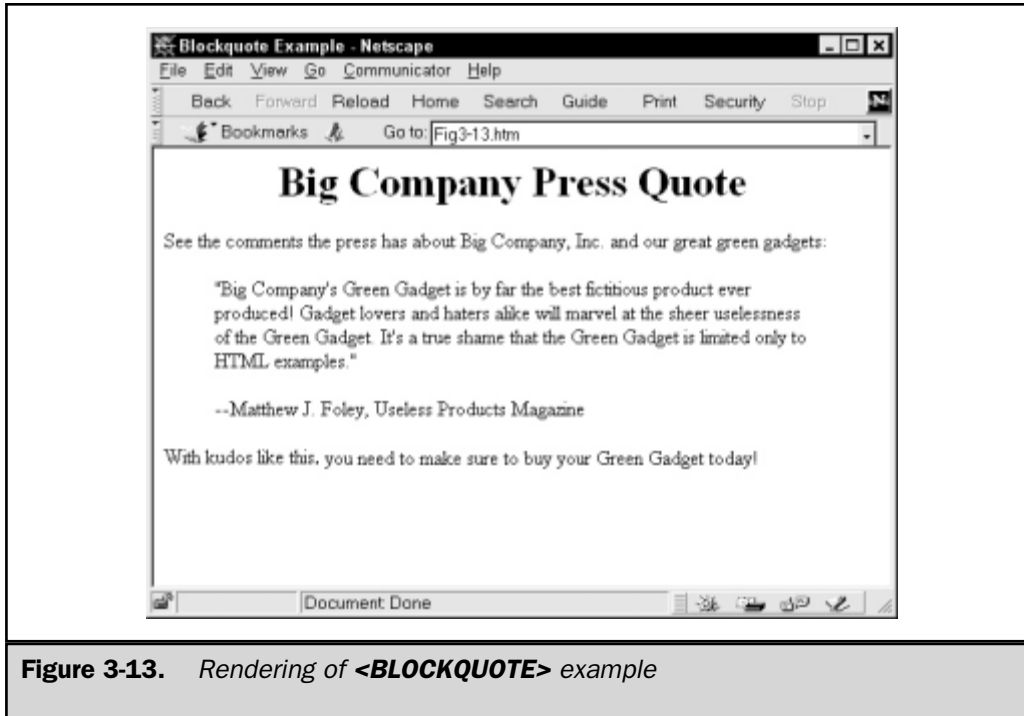 Blockquote Example - Netscape
File Edit View Go Communicator Help
Back Forward Reload Home Search Guide Print Security Stop
N
Bookmarks Go to: Fig3-13.htm
Big Company Press Quote
See the comments the press has about Big Company, Inc. and our great green gadgets:
"Big Company's Green Gadget is by far the best fictitious product ever
produced! Gadget lovers and haters alike will marvel at the sheer uselessness
of the Green Gadget. It's a true shame that the Green Gadget is limited only to
HTML examples."
--Matthew J. Foley, Useless Products Magazine
With kudos like this, you need to make sure to buy your Green Gadget today!
Document: Done
Figure 3-13. Rendering of <BLOCKQUOTE> example